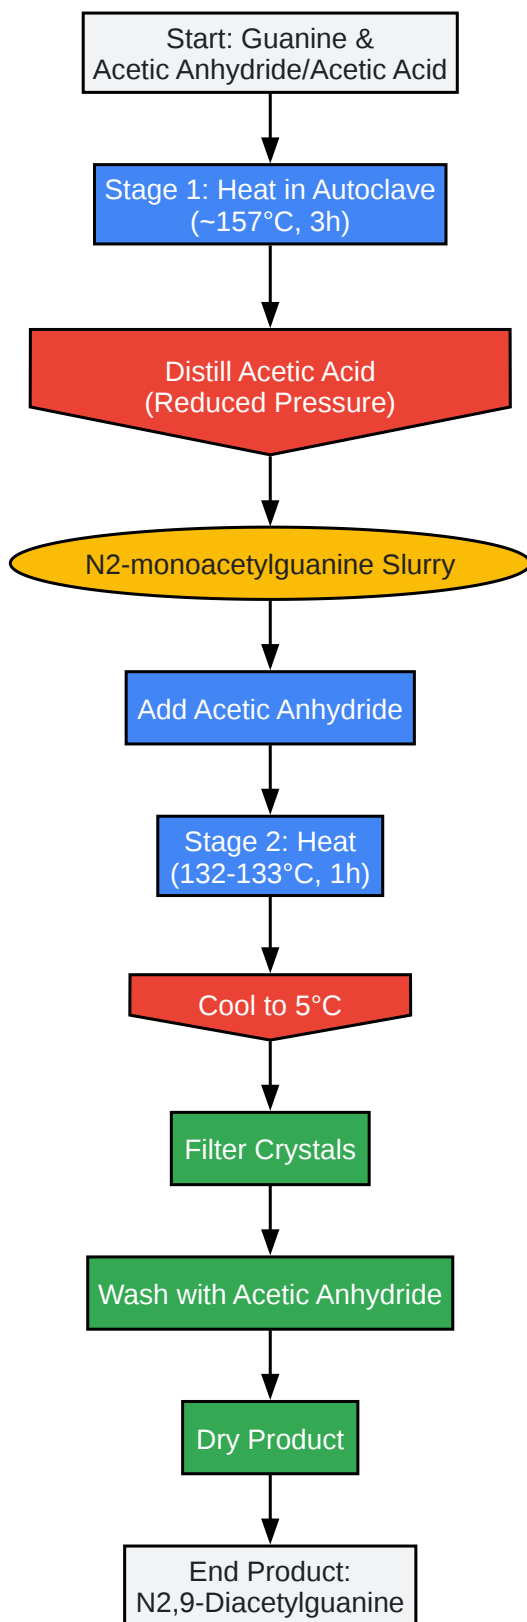 Start: Guanine &
Acetic Anhydride/Acetic Acid
Stage 1: Heat in Autoclave
(~157°C, 3h)
Distill Acetic Acid
(Reduced Pressure)
N2-monoacetylguanine Slurry
Add Acetic Anhydride
Stage 2: Heat
(132-133°C, 1h)
Cool to 5°C
Filter Crystals
Wash with Acetic Anhydride
Dry Product
End Product:
N2,9-Diacetylguanine